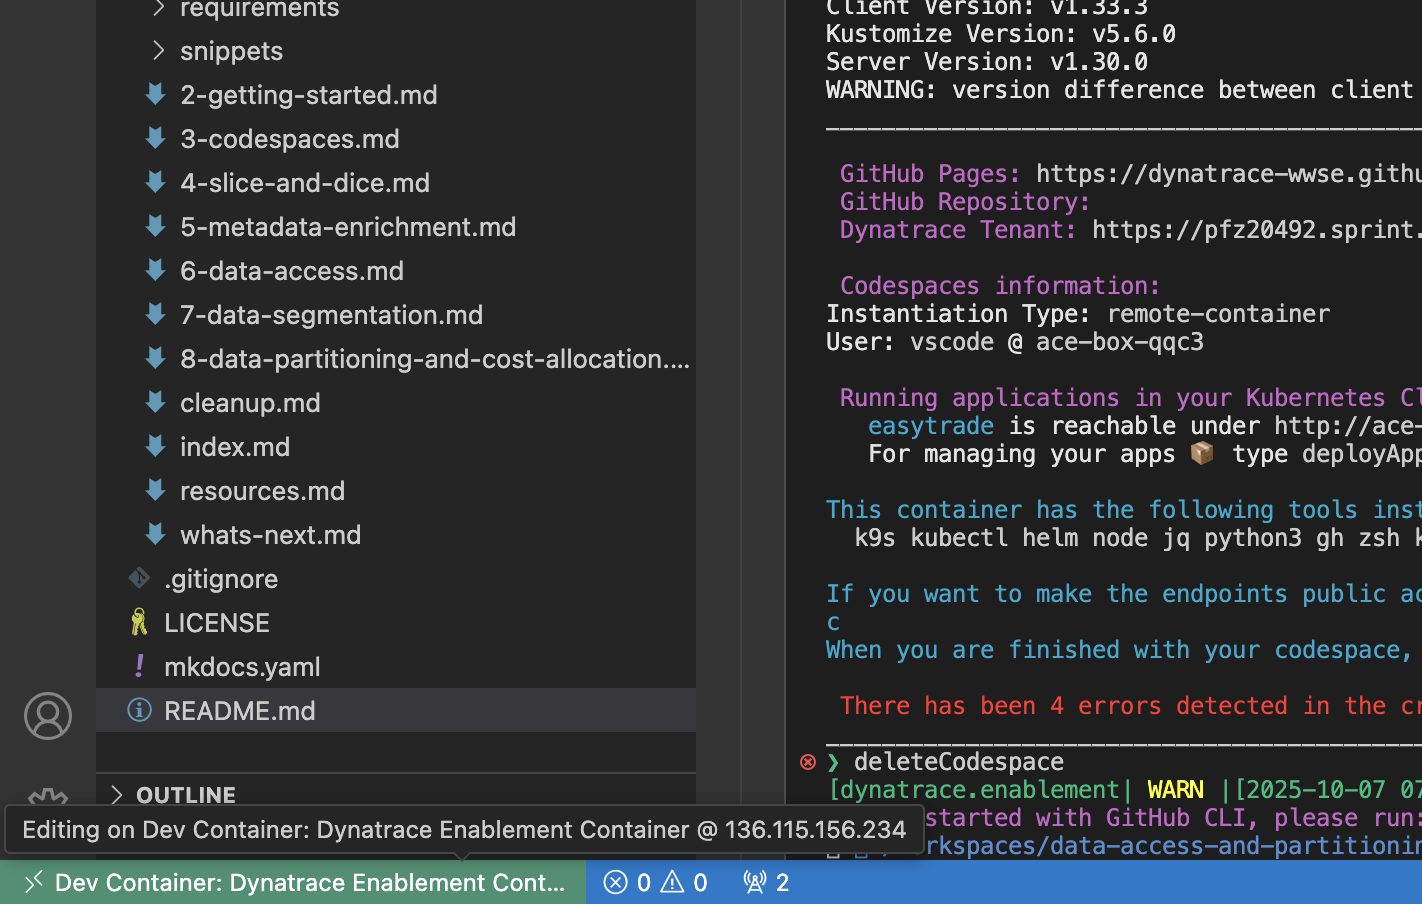 requirements
snippets
2-getting-started.md
3-codespaces.md
4-slice-and-dice.md
5-metadata-enrichment.md
6-data-access.md
7-data-segmentation.md
8-data-partitioning-and-cost-allocation....
cleanup.md
index.md
resources.md
whats-next.md
.gitignore
LICENSE
mkdocs.yaml
README.md
OUTLINE
Editing on Dev Container: Dynatrace Enablement Container @ 136.115.156.234
Dev Container: Dynatrace Enablement Cont...
0 0 2
Client Version: v1.33.3
Kustomize Version: v5.6.0
Server Version: v1.30.0
WARNING: version difference between client
GitHub Pages: https://dynatrace-wwse.githu
GitHub Repository:
Dynatrace Tenant: https://pfz20492.sprint.
Codespaces information:
Instantiation Type: remote-container
User: vscode @ ace-box-qqc3
Running applications in your Kubernetes Cl
easytrade is reachable under http://ace-
For managing your apps 📦 type deployApp
This container has the following tools inst
k9s kubectl helm node jq python3 gh zsh k
If you want to make the endpoints public ac
c
When you are finished with your codespace,
There has been 4 errors detected in the cr
❯ deleteCodespace
[dynatrace.enablement| WARN |[2025-10-07 07
started with GitHub CLI, please run:
rkspaces/data-access-and-partitionin